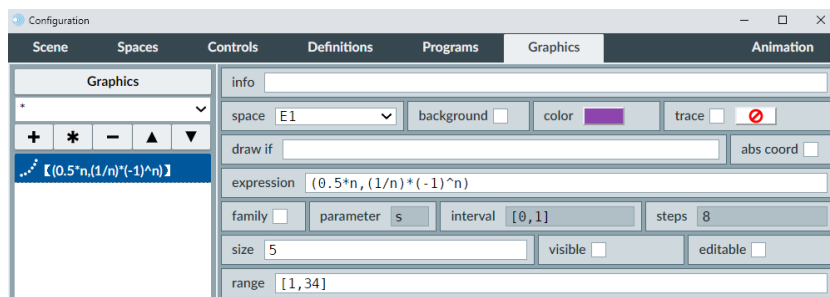 Configuration
Scene Spaces Controls Definitions Programs Graphics Animation
Graphics
*
+ * − ▲ ▼
【(0.5*n,(1/n)*(-1)^n)】
info
space E1 background color trace
draw if abs coord
expression (0.5*n,(1/n)*(-1)^n)
family parameter s interval [0,1] steps 8
size 5 visible editable
range [1,34]